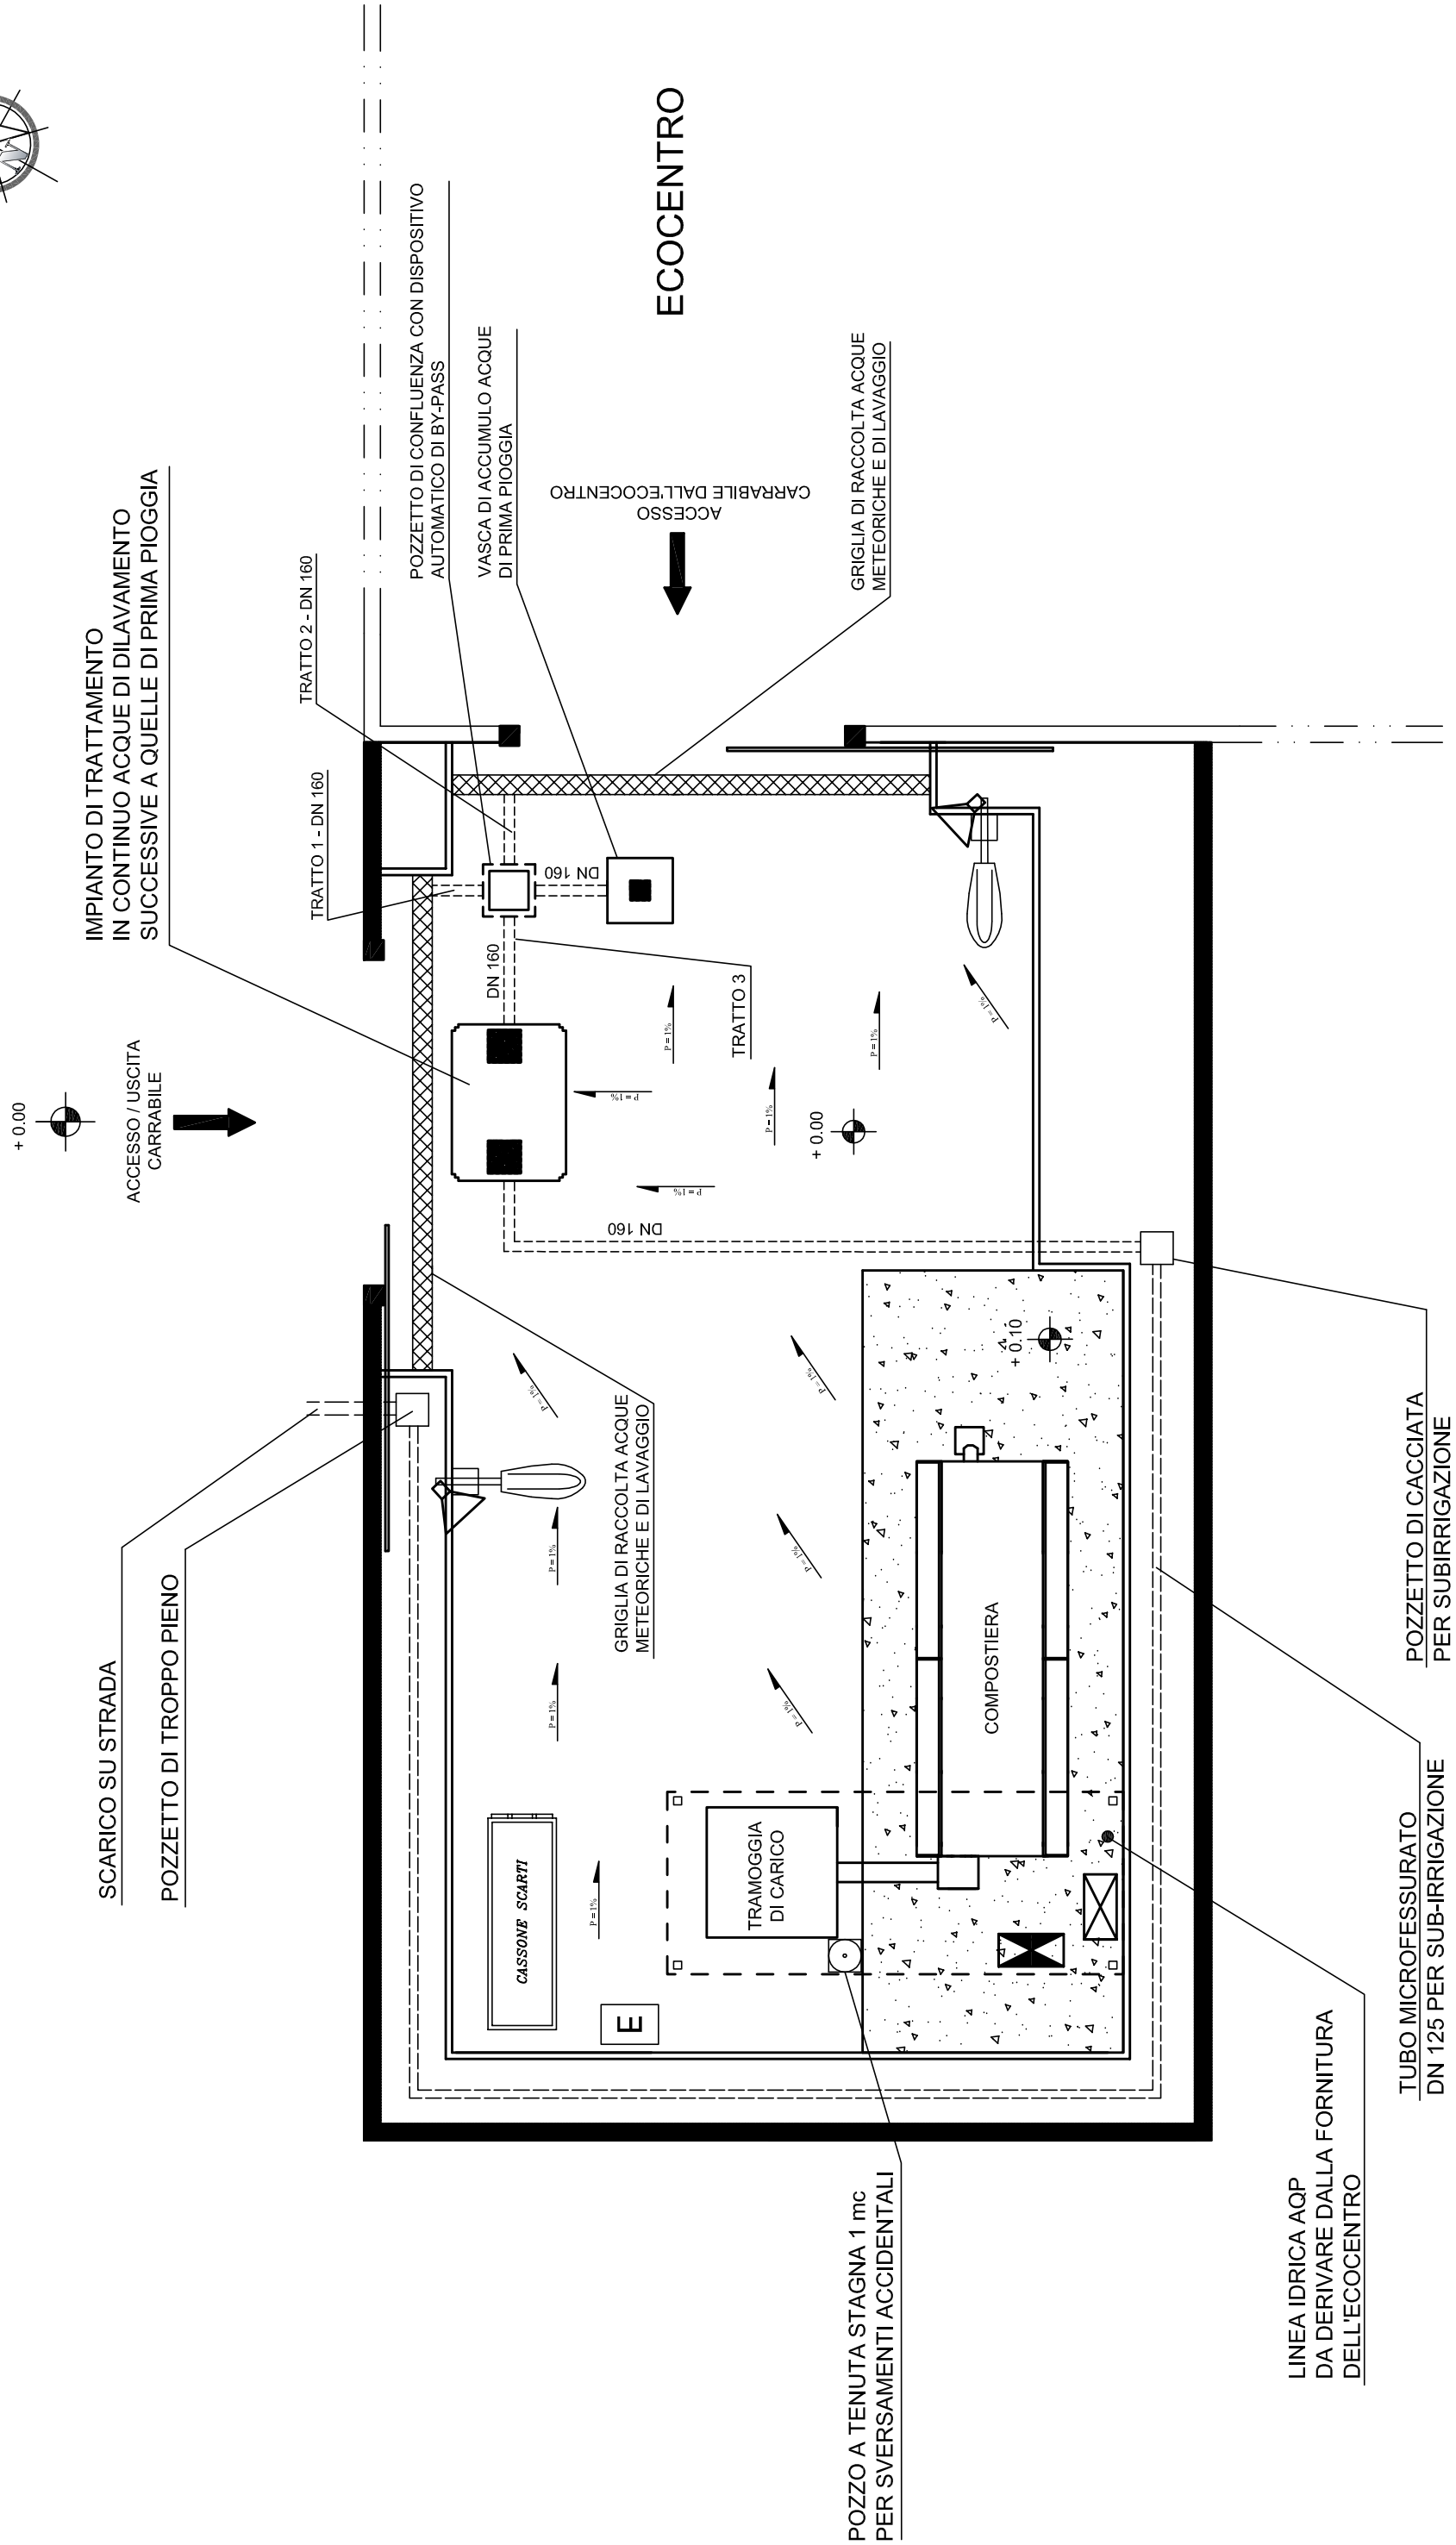 SCARICO SU STRADA
POZZETTO DI TROPPO PIENO
+ 0.00
ACCESSO / USCITA
CARRABILE
IMPIANTO DI TRATTAMENTO
IN CONTINUO ACQUE DI DILAVAMENTO
SUCCESSIVE A QUELLE DI PRIMA PIOGGIA
TRATTO 1 - DN 160
TRATTO 2 - DN 160
POZZETTO DI CONFLUENZA CON DISPOSITIVO
AUTOMATICO DI BY-PASS
VASCA DI ACCUMULO ACQUE
DI PRIMA PIOGGIA
ECOCENTRO
ACCESSO
CARRABILE DALL'ECOCENTRO
GRIGLIA DI RACCOLTA ACQUE
METEORICHE E DI LAVAGGIO
DN 160
DN 160
TRATTO 3
DN 160
P = 1%
P = 1%
P = 1%
P = 1%
P = 1%
P = 1%
+ 0.00
GRIGLIA DI RACCOLTA ACQUE
METEORICHE E DI LAVAGGIO
P = 1%
P = 1%
P = 1%
P = 1%
P = 1%
P = 1%
P = 1%
CASSONE SCARTI
E
TRAMOGGIA
DI CARICO
COMPOSTIERA
+ 0.10
POZZO A TENUTA STAGNA 1 mc
PER SVERSAMENTI ACCIDENTALI
LINEA IDRICA AQP
DA DERIVARE DALLA FORNITURA
DELL'ECOCENTRO
TUBO MICROFESSURATO
DN 125 PER SUB-IRRIGAZIONE
POZZETTO DI CACCIATA
PER SUBIRRIGAZIONE